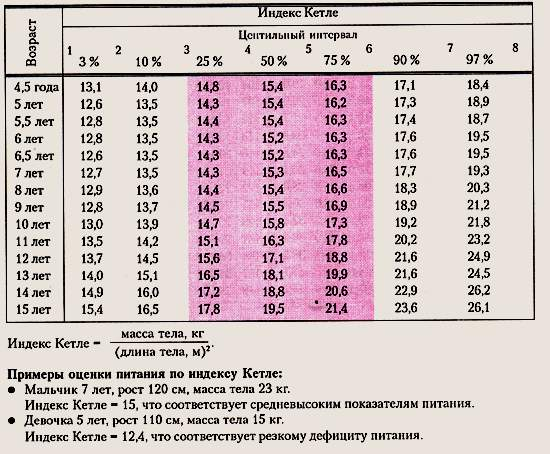 Возраст
Индекс Кетле
Центильный интервал
1 2 3 4 5 6 7 8
3 % 10 % 25 % 50 % 75 % 90 % 97 %
4,5 года 13,1 14,0 14,8 15,4 16,3 17,1 18,4
5 лет 12,6 13,5 14,3 15,4 16,2 17,3 18,9
5,5 лет 12,8 13,5 14,4 15,4 16,3 17,4 18,7
6 лет 12,8 13,5 14,3 15,2 16,3 17,6 19,5
6,5 лет 12,6 13,5 14,3 15,2 16,3 17,6 19,5
7 лет 12,7 13,5 14,3 15,3 16,5 17,7 19,3
8 лет 12,9 13,6 14,4 15,4 16,6 18,3 20,3
9 лет 12,8 13,7 14,5 15,5 16,9 18,9 21,2
10 лет 13,0 13,9 14,7 15,8 17,3 19,2 21,8
11 лет 13,5 14,2 15,1 16,3 17,8 20,2 23,2
12 лет 13,7 14,5 15,6 17,1 18,8 21,6 24,9
13 лет 14,0 15,1 16,5 18,1 19,9 21,6 24,5
14 лет 14,9 16,0 17,2 18,8 20,6 22,9 26,2
15 лет 15,4 16,5 17,8 19,5 21,4 23,6 26,1
масса тела, кг
Индекс Кетле =
(длина тела, м)².
Примеры оценки питания по индексу Кетле:
● Мальчик 7 лет, рост 120 см, масса тела 23 кг.
Индекс Кетле = 15, что соответствует средневысоким показателям питания.
● Девочка 5 лет, рост 110 см, масса тела 15 кг.
Индекс Кетле = 12,4, что соответствует резкому дефициту питания.